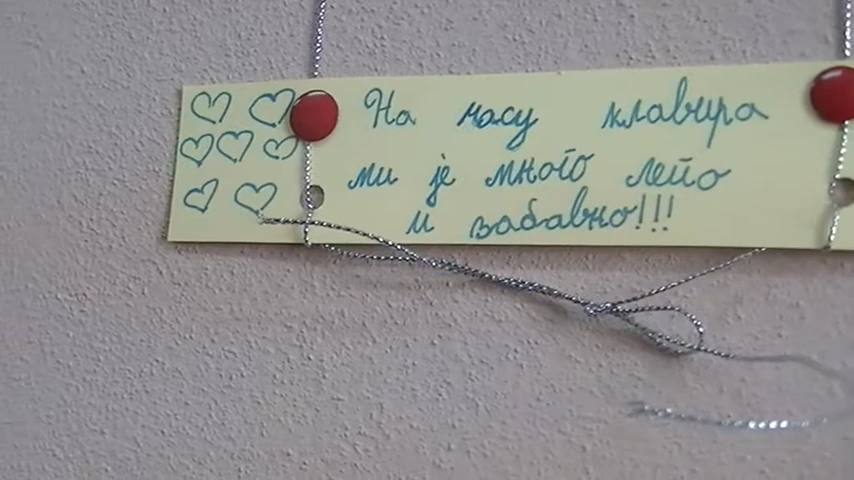 На часу клавира
ми је много лепо
и забавно!!!